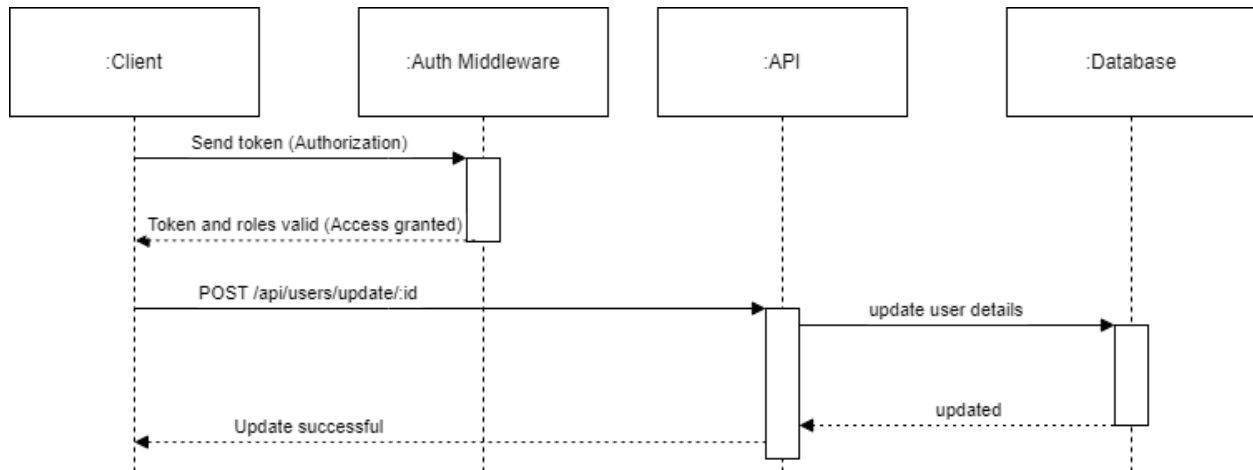 :Client
:Auth Middleware
:API
:Database
Send token (Authorization)
Token and roles valid (Access granted)
POST /api/users/update/:id
update user details
updated
Update successful